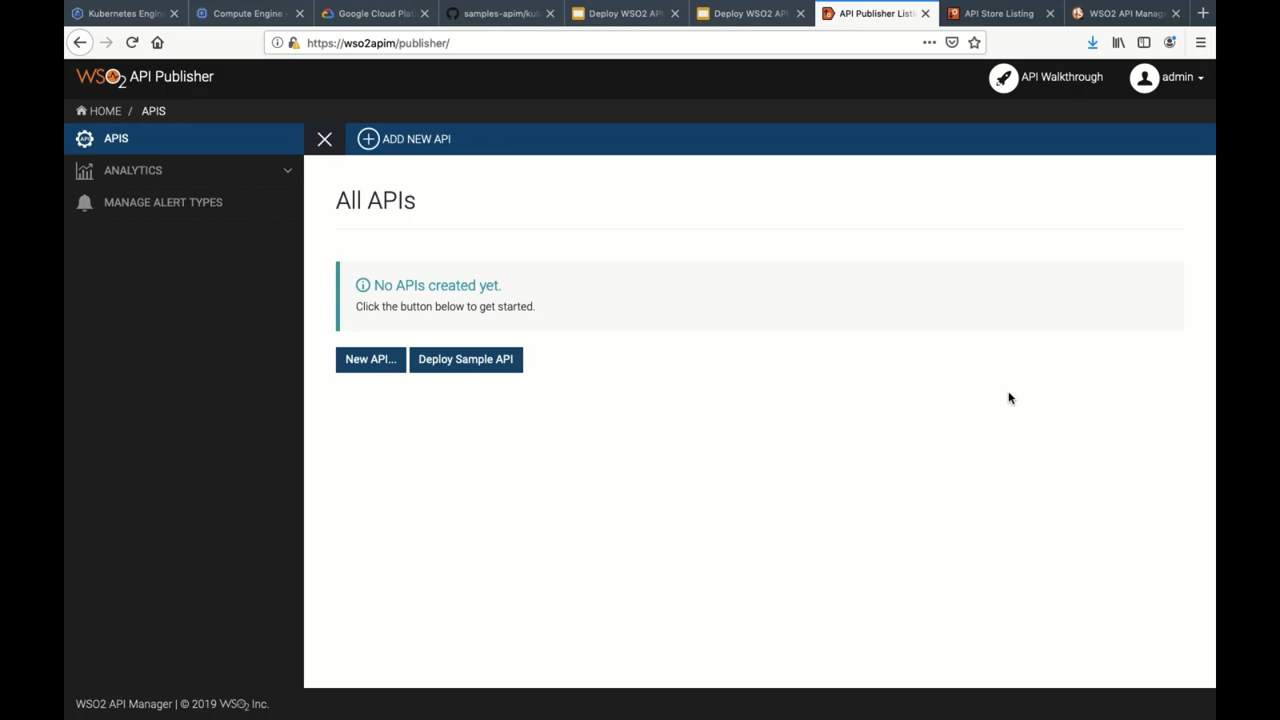 Kubernetes Engin
Compute Engine -
Google Cloud Plat
samples-apim/kub
Deploy WSO2 API
Deploy WSO2 API
API Publisher Listi
API Store Listing
WSO2 API Manag
https://wso2apim/publisher/
WSO2 API Publisher
API Walkthrough
admin
HOME / APIS
APIS
ADD NEW API
ANALYTICS
MANAGE ALERT TYPES
All APIs
No APIs created yet.
Click the button below to get started.
New API...
Deploy Sample API
WSO2 API Manager | © 2019 WSO2 Inc.